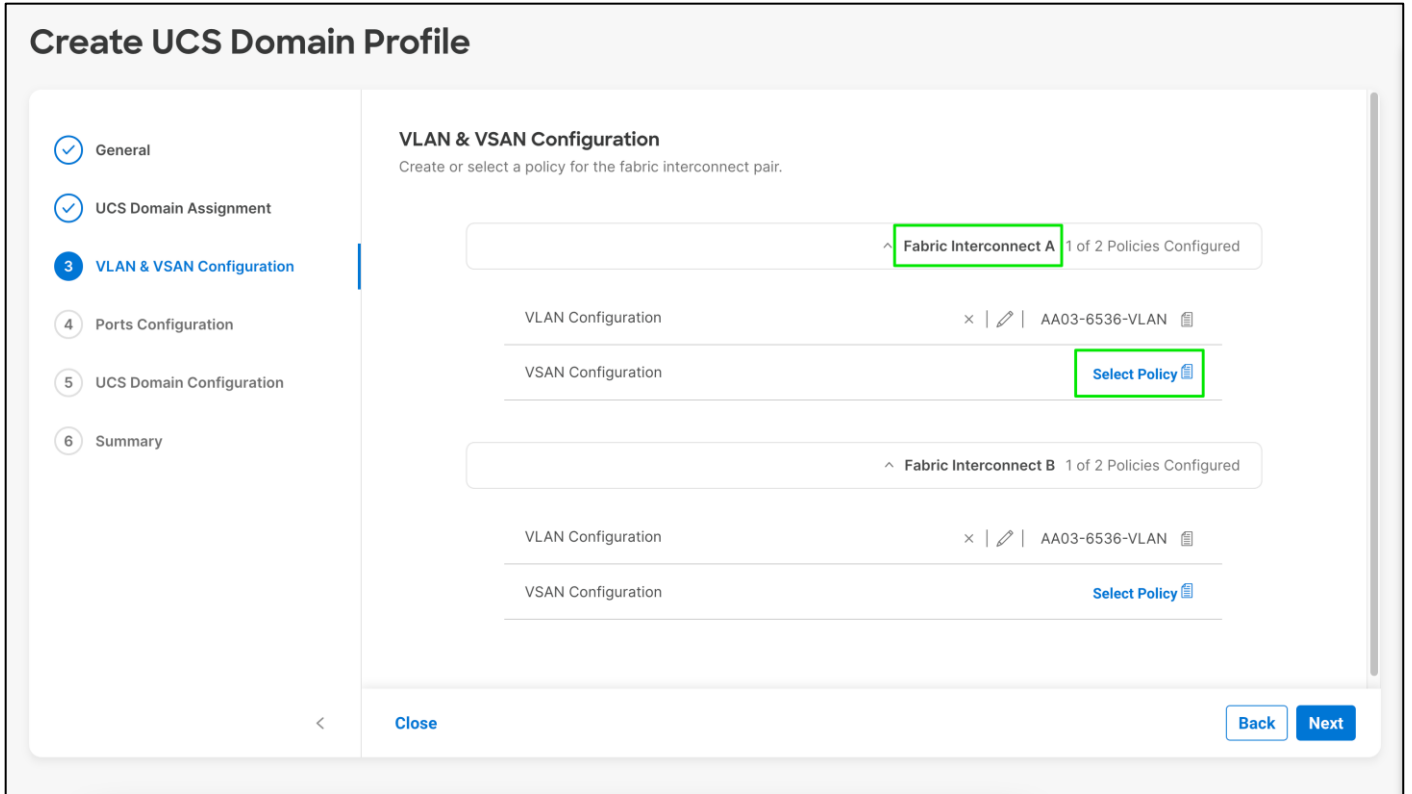 Create UCS Domain Profile
General
UCS Domain Assignment
3 VLAN & VSAN Configuration
4 Ports Configuration
5 UCS Domain Configuration
6 Summary
VLAN & VSAN Configuration
Create or select a policy for the fabric interconnect pair.
Fabric Interconnect A 1 of 2 Policies Configured
VLAN Configuration AA03-6536-VLAN
VSAN Configuration Select Policy
Fabric Interconnect B 1 of 2 Policies Configured
VLAN Configuration AA03-6536-VLAN
VSAN Configuration Select Policy
Close Back Next